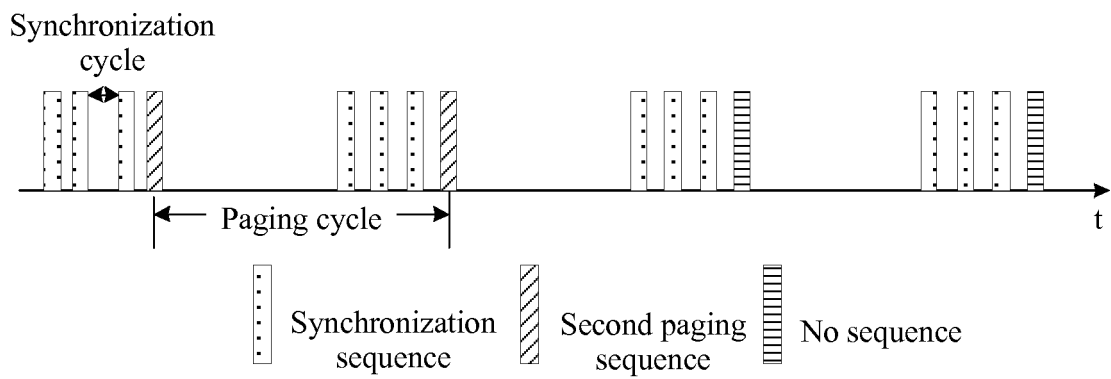 Synchronization
cycle
Paging cycle
t
Synchronization
sequence
Second paging
sequence
No sequence